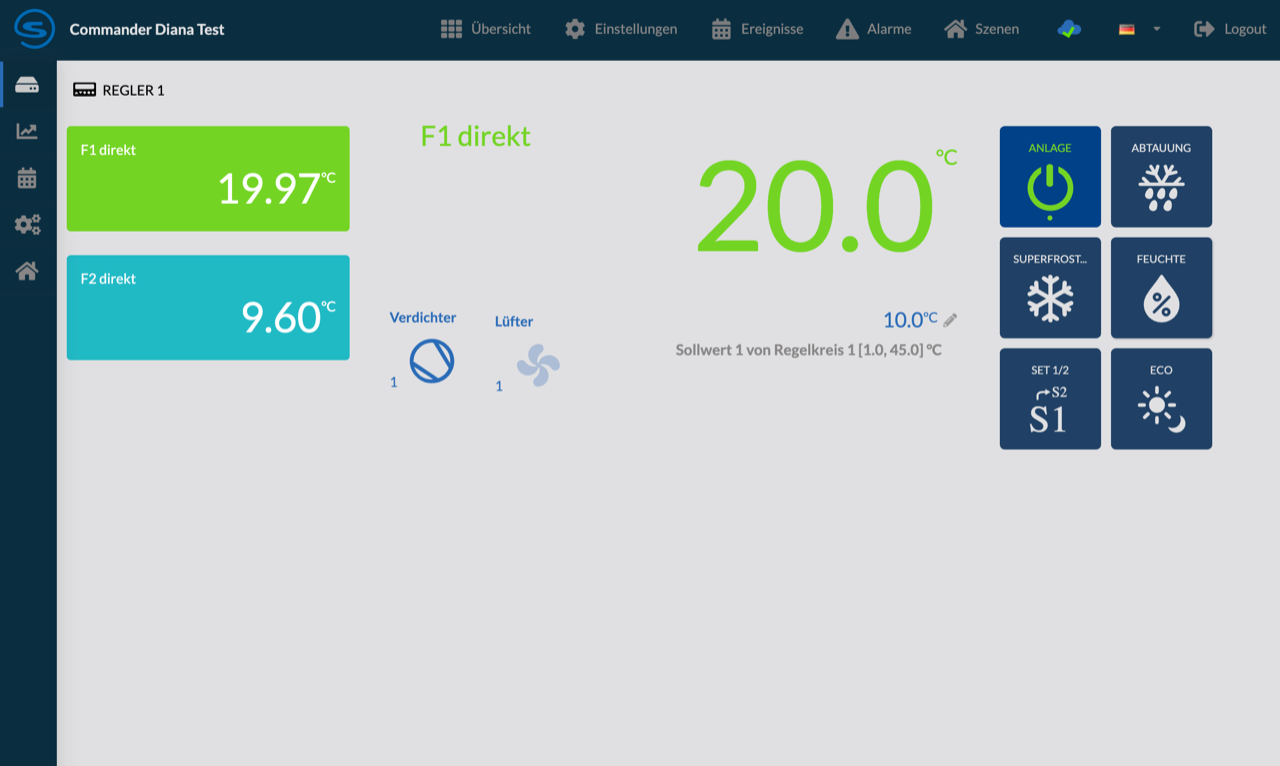 Commander Diana Test
Übersicht
Einstellungen
Ereignisse
Alarme
Szenen
Logout
REGLER 1
F1 direkt
19.97°C
F2 direkt
9.60°C
F1 direkt
20.0°C
Verdichter
1
Lüfter
1
10.0°C
Sollwert 1 von Regelkreis 1 [1.0, 45.0] °C
ANLAGE
ABTAUUNG
SUPERFROST...
FEUCHTE
%
SET 1/2
S2
S1
ECO